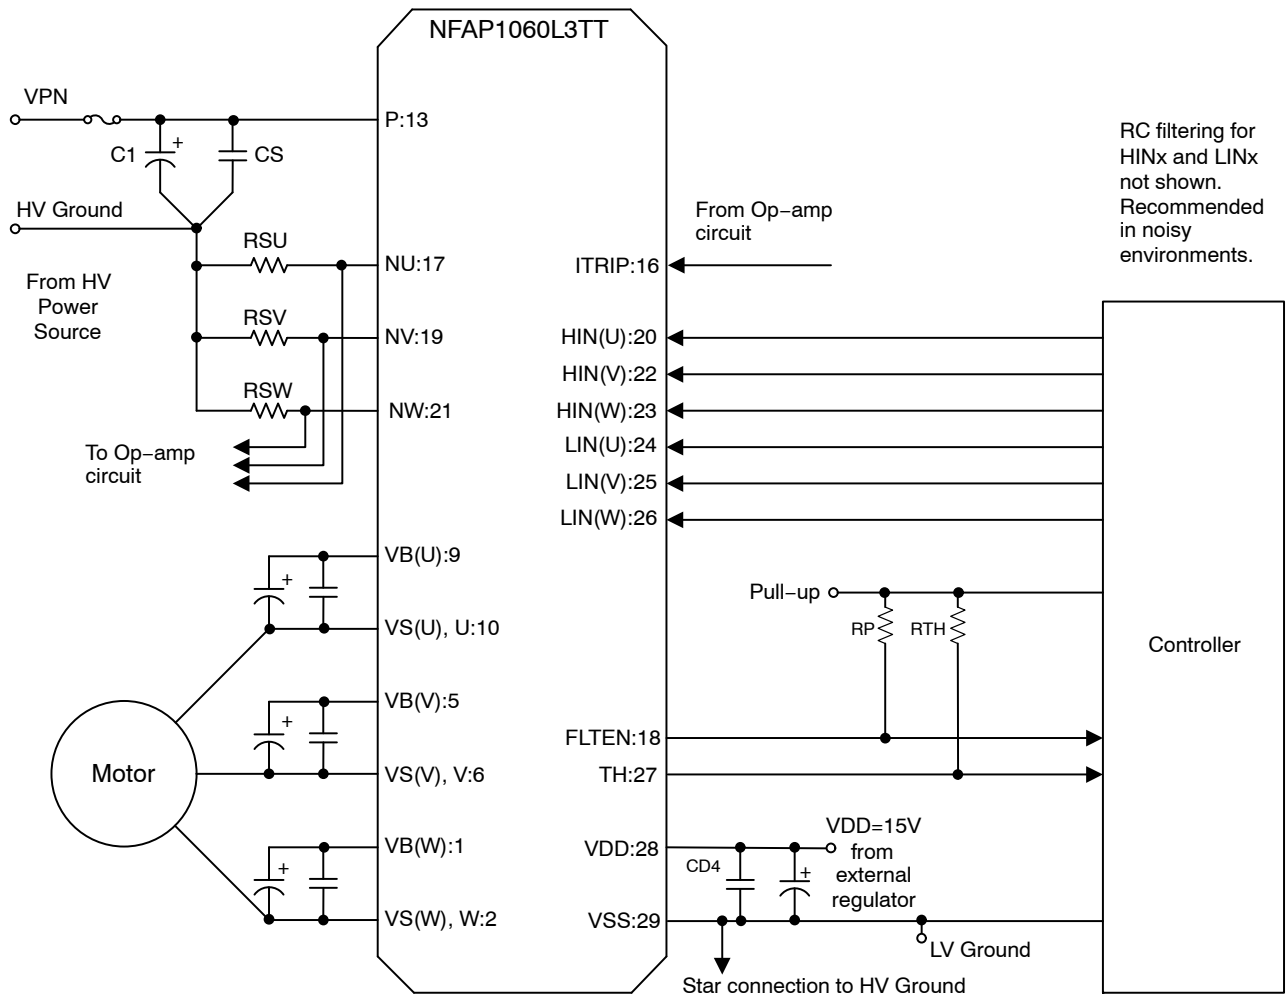 NFAP1060L3TT
VPN
P:13
C1
+
CS
HV Ground
From HV
Power
Source
RSU
NU:17
RSV
NV:19
RSW
NW:21
To Op−amp
circuit
From Op−amp
circuit
ITRIP:16
RC filtering for
HINx and LINx
not shown.
Recommended
in noisy
environments.
HIN(U):20
HIN(V):22
HIN(W):23
LIN(U):24
LIN(V):25
LIN(W):26
VB(U):9
+
VS(U), U:10
VB(V):5
+
VS(V), V:6
VB(W):1
+
VS(W), W:2
Motor
Pull−up
RP
RTH
Controller
FLTEN:18
TH:27
VDD:28
CD4
+
VDD=15V
from
external
regulator
VSS:29
LV Ground
Star connection to HV Ground